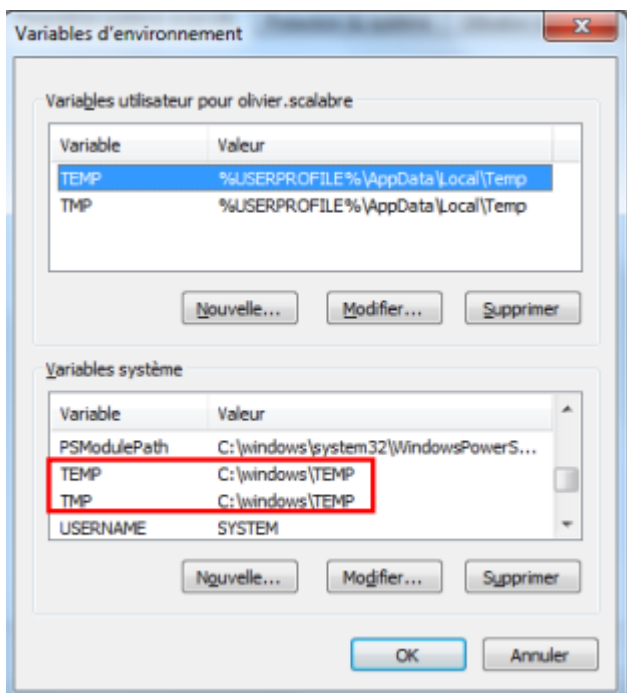 Variables d'environnement
Variables utilisateur pour olivier.scalabre
Variable Valeur
TEMP %USERPROFILE%\AppData\Local\Temp
TMP %USERPROFILE%\AppData\Local\Temp
Nouvelle... Modifier... Supprimer
Variables système
Variable Valeur
PSModulePath C:\windows\system32\WindowsPowerS...
TEMP C:\windows\TEMP
TMP C:\windows\TEMP
USERNAME SYSTEM
Nouvelle... Modifier... Supprimer
OK Annuler